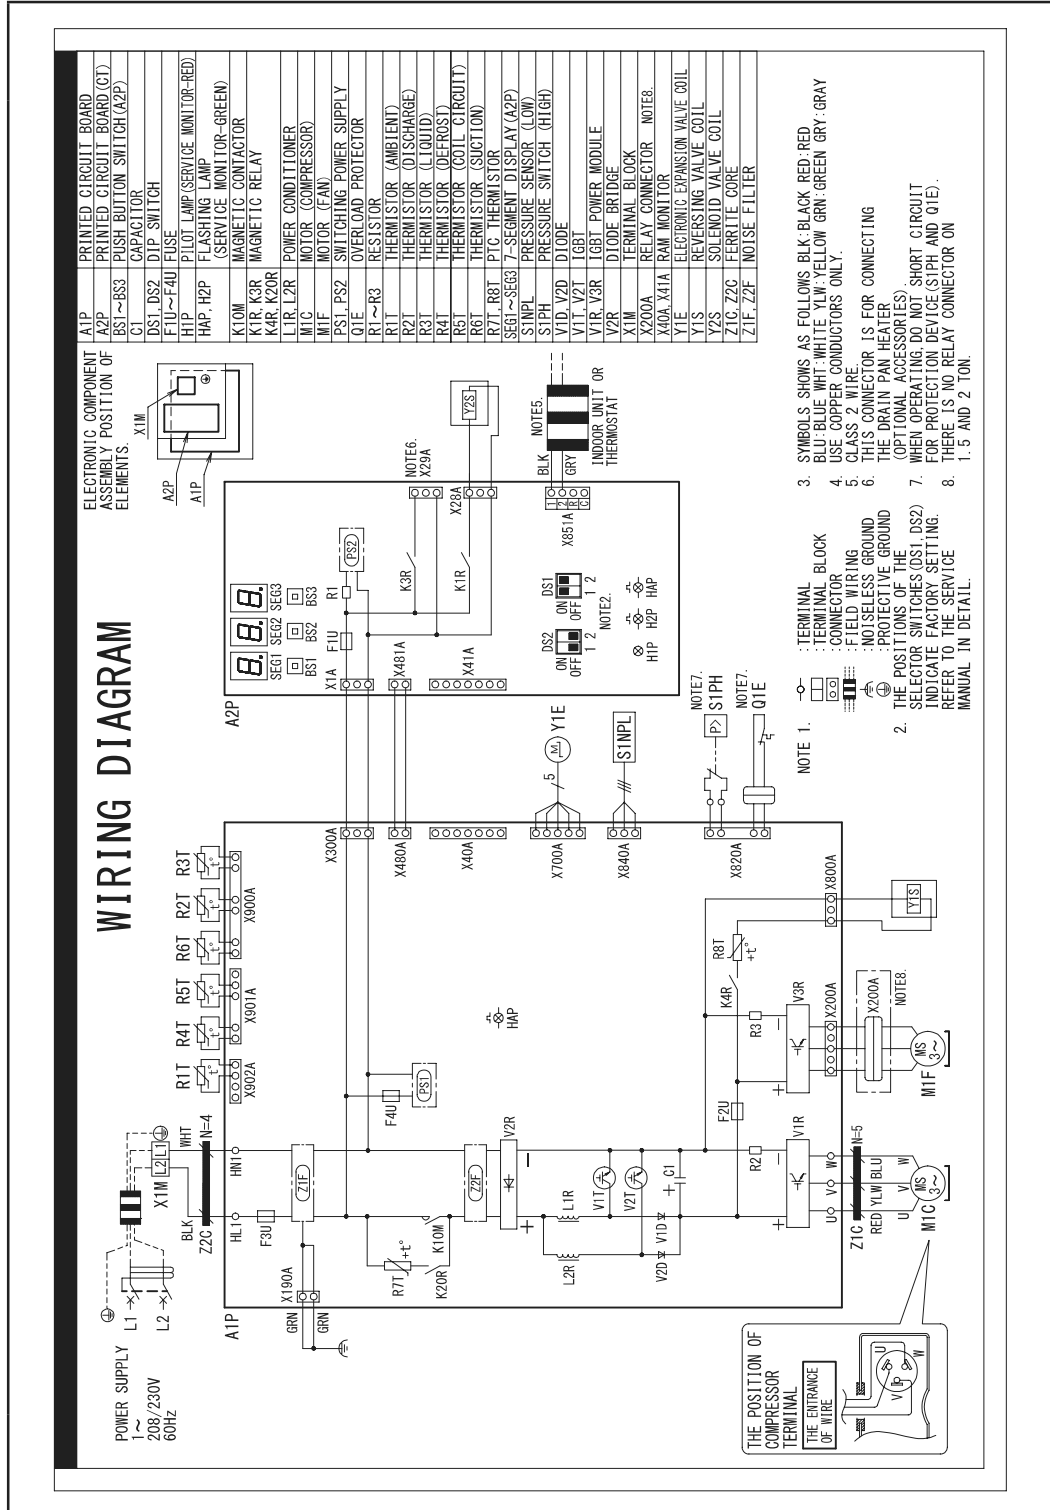 WIRING DIAGRAM
POWER SUPPLY
1~
208/230V
60Hz
L1
L2
X1M
L2 L1
BLK
WHT
Z2C
N=4
HL1
HN1
A1P
F3U
X190A
GRN
GRN
Z1F
R1T
t°
R4T
t°
R5T
t°
R6T
t°
R2T
t°
R3T
t°
X902A
X901A
X900A
R7T
+t°
K20R
K10M
F4U
PS1
Z2F
V2R
HAP
L1R
L2R
V1T
V2T
V2D
V1D
C1
R2
F2U
R3
K4R
R8T
+t°
V1R
V3R
U
V
W
X200A
X800A
Z1C
N=5
RED
YLW
BLU
U
V
W
MS
3~
M1C
X200A
NOTE8.
MS
3~
M1F
Y1S
X300A
X480A
X40A
X700A
X840A
X820A
5
M
Y1E
S1NPL
NOTE7.
S1PH
P>
NOTE7.
Q1E
A2P
X1A
X481A
X41A
SEG1
SEG2
SEG3
BS1
BS2
BS3
F1U
R1
PS2
K3R
K1R
X28A
NOTE6.
X29A
Y2S
DS2
DS1
ON
OFF
1 2
ON
OFF
1 2
NOTE2.
H1P
H2P
HAP
X851A
1
2
R
C
BLK
GRY
NOTE5.
INDOOR UNIT OR
THERMOSTAT
ELECTRONIC COMPONENT
ASSEMBLY POSITION OF
ELEMENTS.
X1M
A2P
A1P
A1P PRINTED CIRCUIT BOARD
A2P PRINTED CIRCUIT BOARD(CT)
BS1~BS3 PUSH BUTTON SWITCH(A2P)
C1 CAPACITOR
DS1, DS2 DIP SWITCH
F1U~F4U FUSE
H1P PILOT LAMP(SERVICE MONITOR-RED)
HAP, H2P FLASHING LAMP
(SERVICE MONITOR-GREEN)
K10M MAGNETIC CONTACTOR
K1R, K3R MAGNETIC RELAY
K4R, K20R
L1R, L2R POWER CONDITIONER
M1C MOTOR (COMPRESSOR)
M1F MOTOR (FAN)
PS1, PS2 SWITCHING POWER SUPPLY
Q1E OVERLOAD PROTECTOR
R1~R3 RESISTOR
R1T THERMISTOR (AMBIENT)
R2T THERMISTOR (DISCHARGE)
R3T THERMISTOR (LIQUID)
R4T THERMISTOR (DEFROST)
R5T THERMISTOR (COIL CIRCUIT)
R6T THERMISTOR (SUCTION)
R7T, R8T PTC THERMISTOR
SEG1~SEG3 7-SEGMENT DISPLAY(A2P)
S1NPL PRESSURE SENSOR (LOW)
S1PH PRESSURE SWITCH (HIGH)
V1D, V2D DIODE
V1T, V2T IGBT
V1R, V3R IGBT POWER MODULE
V2R DIODE BRIDGE
X1M TERMINAL BLOCK
X200A RELAY CONNECTOR NOTE8.
X40A, X41A RAM MONITOR
Y1E ELECTRONIC EXPANSION VALVE COIL
Y1S REVERSING VALVE COIL
Y2S SOLENOID VALVE COIL
Z1C, Z2C FERRITE CORE
Z1F, Z2F NOISE FILTER
NOTE 1.
:TERMINAL
:TERMINAL BLOCK
:CONNECTOR
:FIELD WIRING
:NOISELESS GROUND
:PROTECTIVE GROUND
2. THE POSITIONS OF THE
SELECTOR SWITCHES(DS1, DS2)
INDICATE FACTORY SETTING.
REFER TO THE SERVICE
MANUAL IN DETAIL.
3. SYMBOLS SHOWS AS FOLLOWS BLK:BLACK RED:RED
BLU:BLUE WHT:WHITE YLW:YELLOW GRN:GREEN GRY:GRAY
4. USE COPPER CONDUCTORS ONLY.
5. CLASS 2 WIRE.
6. THIS CONNECTOR IS FOR CONNECTING
THE DRAIN PAN HEATER
(OPTIONAL ACCESSORIES).
7. WHEN OPERATING, DO NOT SHORT CIRCUIT
FOR PROTECTION DEVICE(S1PH AND Q1E).
8. THERE IS NO RELAY CONNECTOR ON
1.5 AND 2 TON.
THE POSITION OF
COMPRESSOR
TERMINAL
THE ENTRANCE
OF WIRE
U
V
W